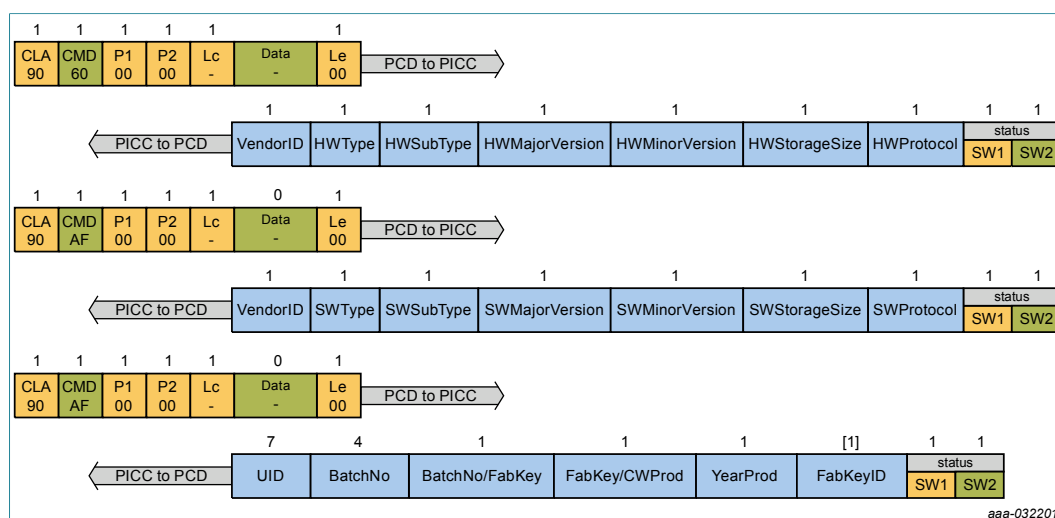 1 1 1 1 1 1
CLA CMD P1 P2 Lc Data Le
90 60 00 00 - - 00
PCD to PICC
1 1 1 1 1 1 1 1 1
PICC to PCD VendorID HWType HWSubType HWMajorVersion HWMinorVersion HWStorageSize HWProtocol status
SW1 SW2
1 1 1 1 1 0 1
CLA CMD P1 P2 Lc Data Le
90 AF 00 00 - - 00
PCD to PICC
1 1 1 1 1 1 1 1 1
PICC to PCD VendorID SWType SWSubType SWMajorVersion SWMinorVersion SWStorageSize SWProtocol status
SW1 SW2
1 1 1 1 1 0 1
CLA CMD P1 P2 Lc Data Le
90 AF 00 00 - - 00
PCD to PICC
7 4 1 1 1 [1] 1 1
PICC to PCD UID BatchNo BatchNo/FabKey FabKey/CWProd YearProd FabKeyID status
SW1 SW2
aaa-032201